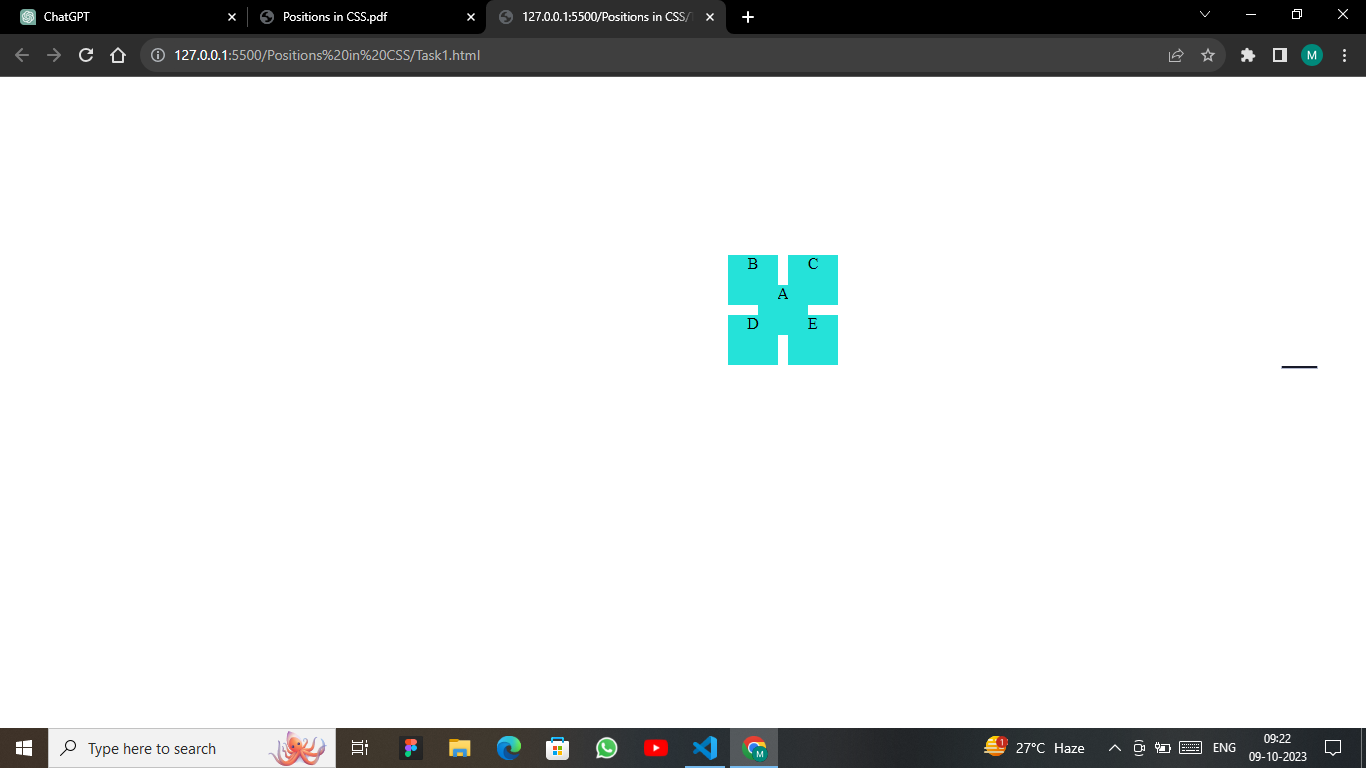 ChatGPT
Positions in CSS.pdf
127.0.0.1:5500/Positions in CSS/T
127.0.0.1:5500/Positions%20in%20CSS/Task1.html
M
B C
A
D E
Type here to search
M
1
27°C Haze
ENG
09:22
09-10-2023